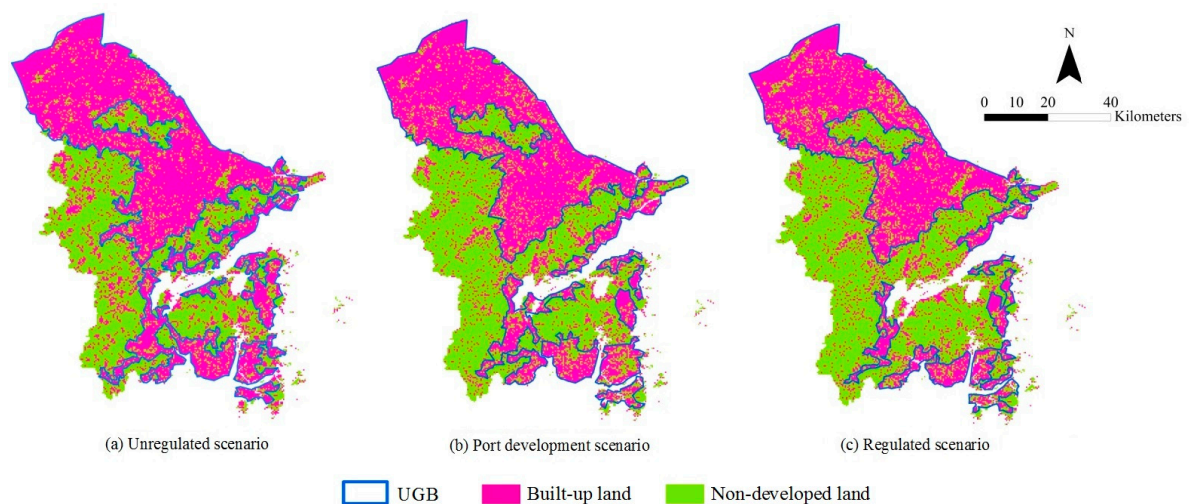 N
0 10 20 40
Kilometers
(a) Unregulated scenario
(b) Port development scenario
(c) Regulated scenario
UGB
Built-up land
Non-developed land